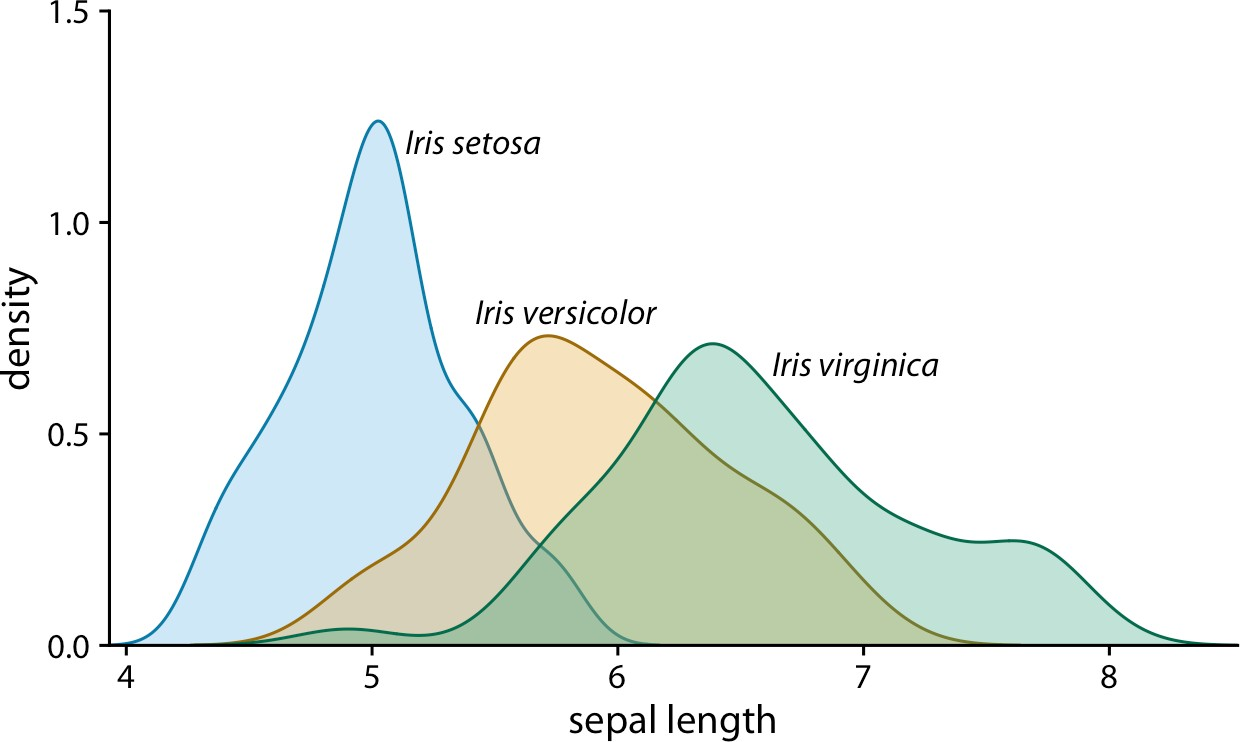 1.5
Iris setosa
1.0
Iris versicolor
Iris virginica
density
0.5
0.0
4 5 6 7 8
sepal length